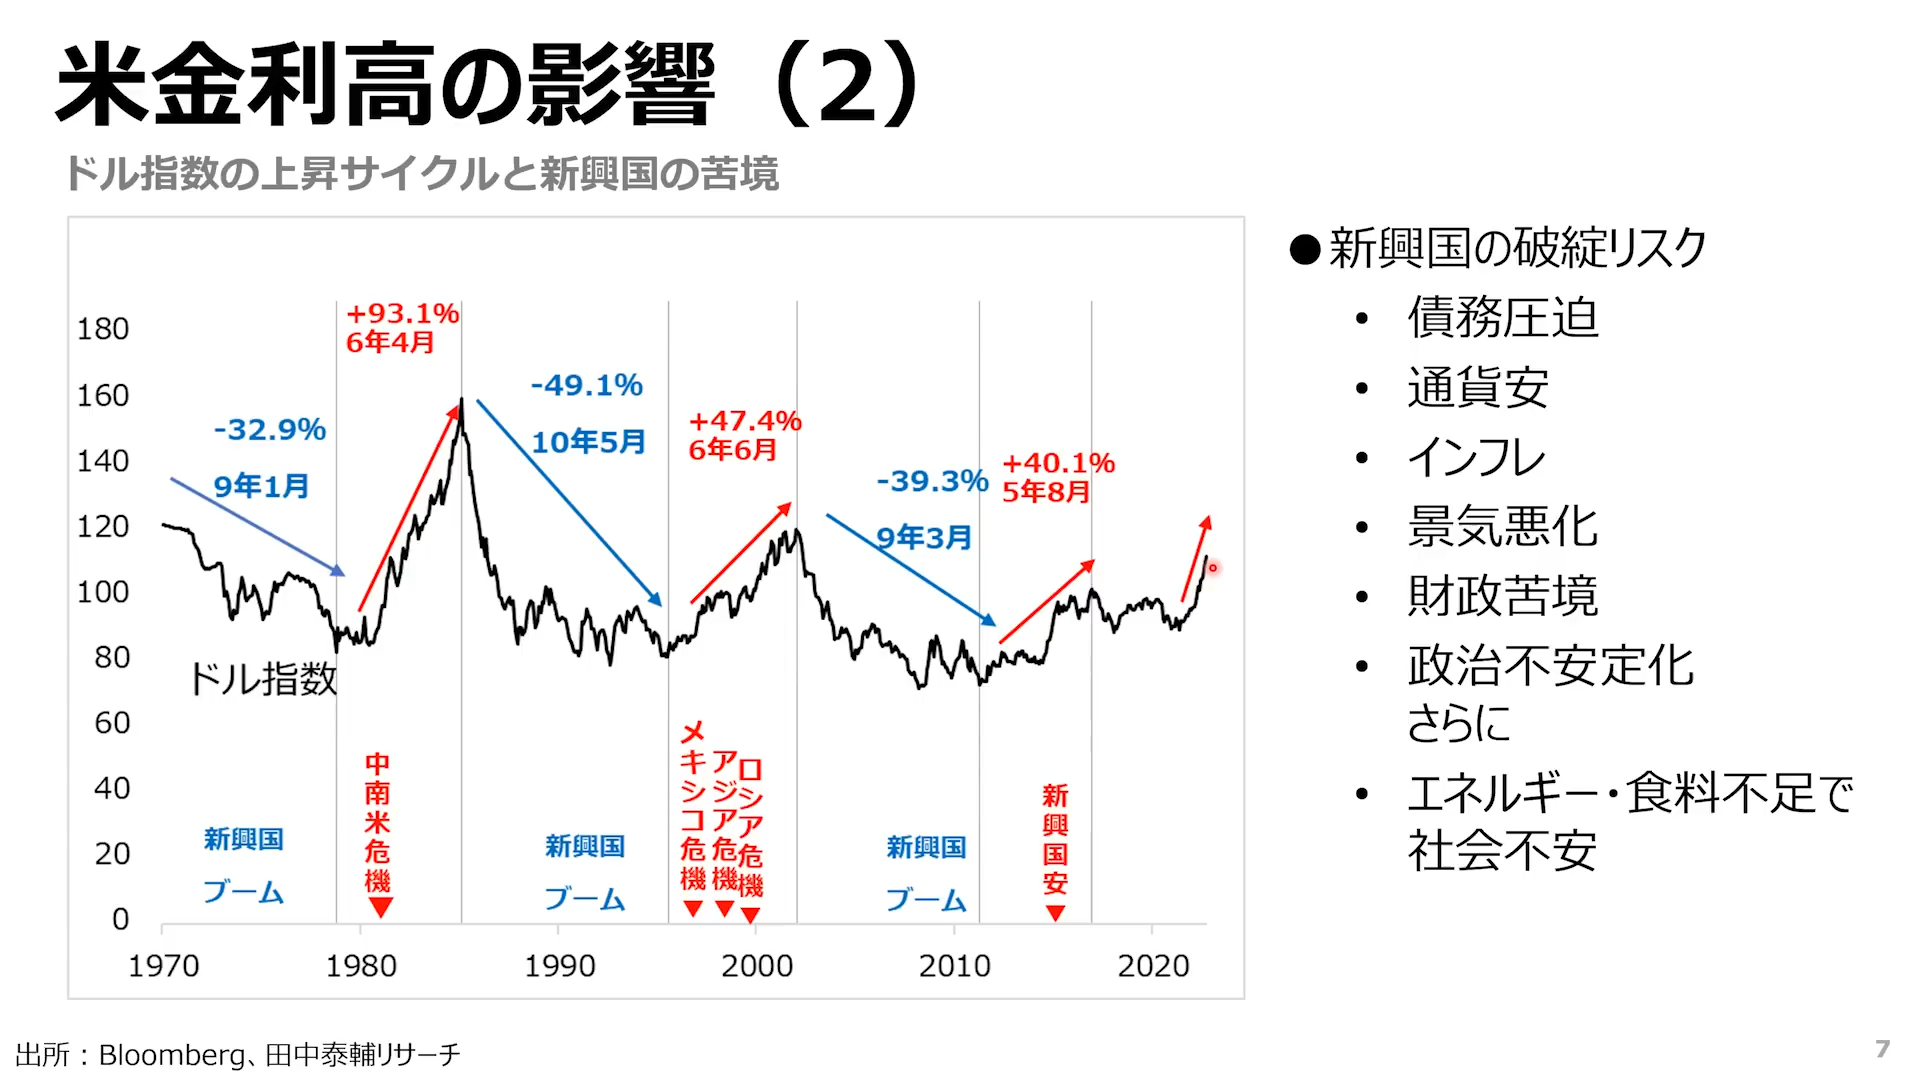 米金利高の影響（2）
ドル指数の上昇サイクルと新興国の苦境
180
160
140
120
100
80
60
40
20
0
1970
1980
1990
2000
2010
2020
-32.9%
9年1月
+93.1%
6年4月
-49.1%
10年5月
+47.4%
6年6月
-39.3%
9年3月
+40.1%
5年8月
ドル指数
新興国
ブーム
中南米危機
新興国
ブーム
メキシコ危機
アジア危機
ロシア危機
新興国
ブーム
新興国安
●新興国の破綻リスク
• 債務圧迫
• 通貨安
• インフレ
• 景気悪化
• 財政苦境
• 政治不安定化
さらに
• エネルギー・食料不足で
社会不安
出所：Bloomberg、田中泰輔リサーチ
7